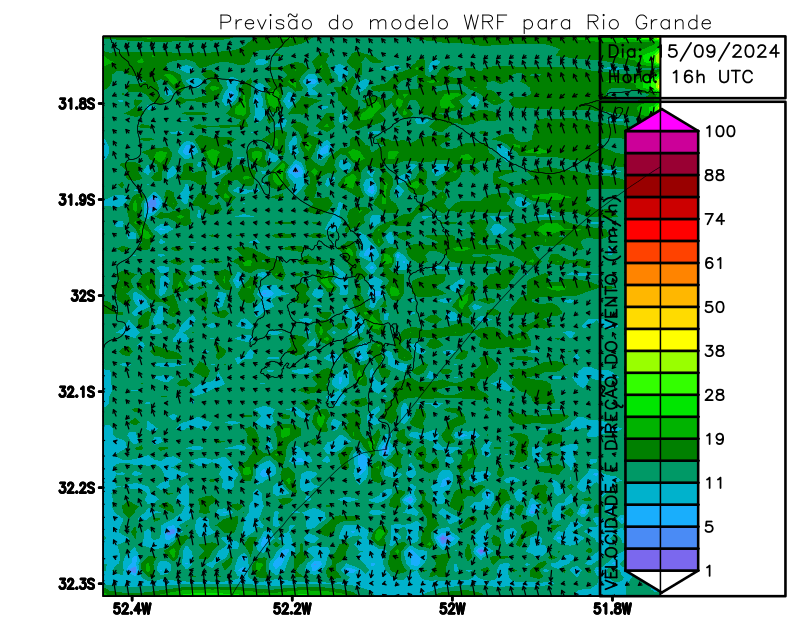 Previsão do modelo WRF para Rio Grande
Dia: 15/09/2024
Hora: 16h UTC
31.8S
31.9S
32S
32.1S
32.2S
32.3S
52.4W
52.2W
52W
51.8W
VELOCIDADE E DIREÇÃO DO VENTO (km/h)
100
88
74
61
50
38
28
19
11
5
1